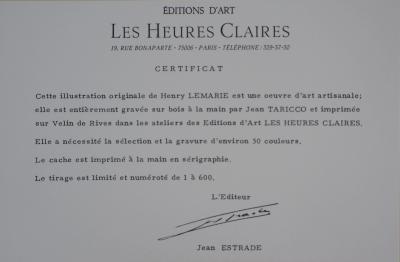 ÉDITIONS D'ART
LES HEURES CLAIRES
19, RUE BONAPARTE - 75006 - PARIS - TÉLÉPHONE : 329-57-50
CERTIFICAT
Cette illustration originale de Henry LEMARIE est une oeuvre d'art artisanale;
elle est entièrement gravée sur bois à la main par Jean TARICCO et imprimée
sur Velin de Rives dans les ateliers des Editions d'Art LES HEURES CLAIRES.
Elle a nécessité la sélection et la gravure d'environ 30 couleurs.
Le cache est imprimé à la main en sérigraphie.
Le tirage est limité et numéroté de 1 à 600.
L'Editeur
Jean ESTRADE